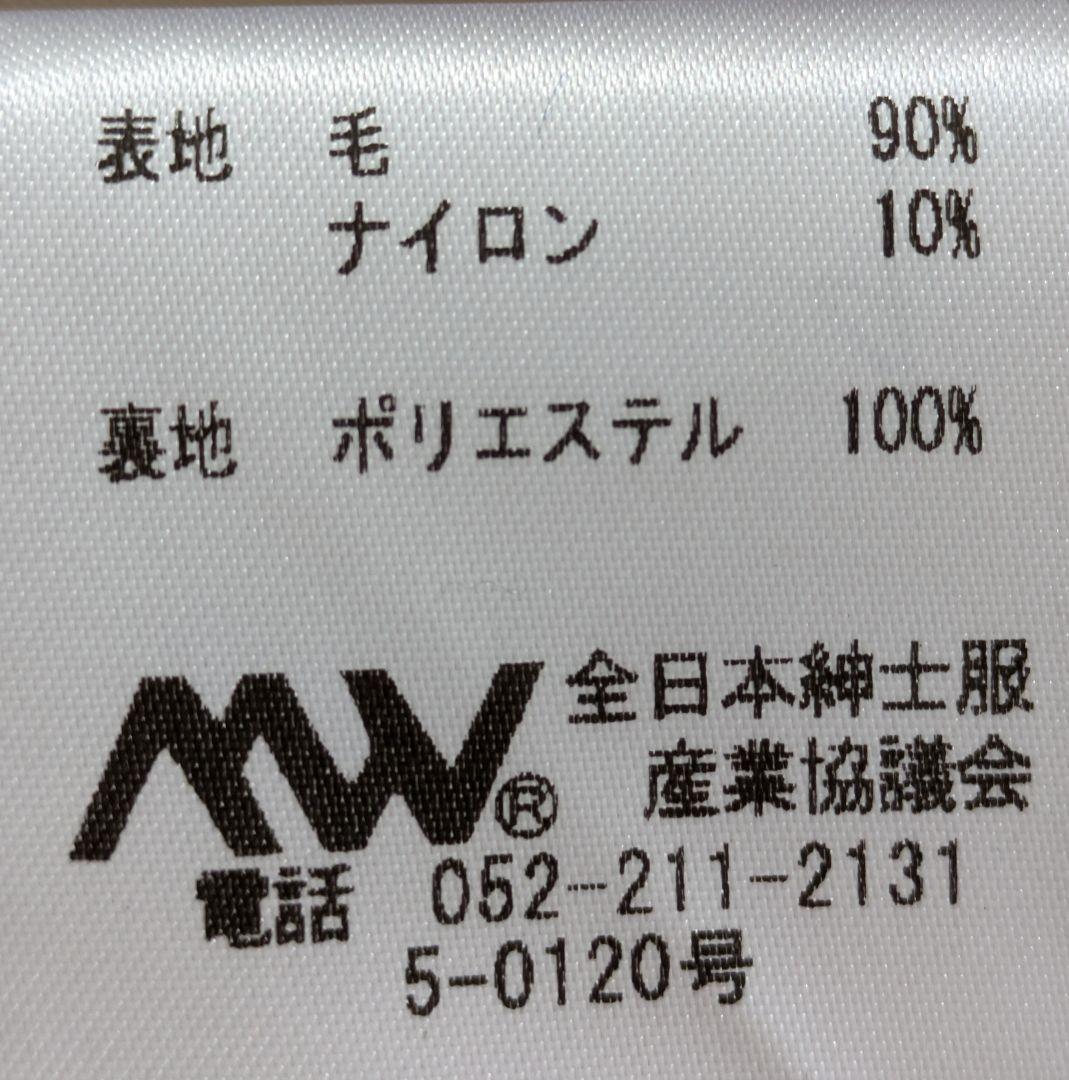 表地 毛 90%
ナイロン 10%
裏地 ポリエステル 100%
MW® 全日本紳士服
産業協議会
電話 052-211-2131
5-0120号